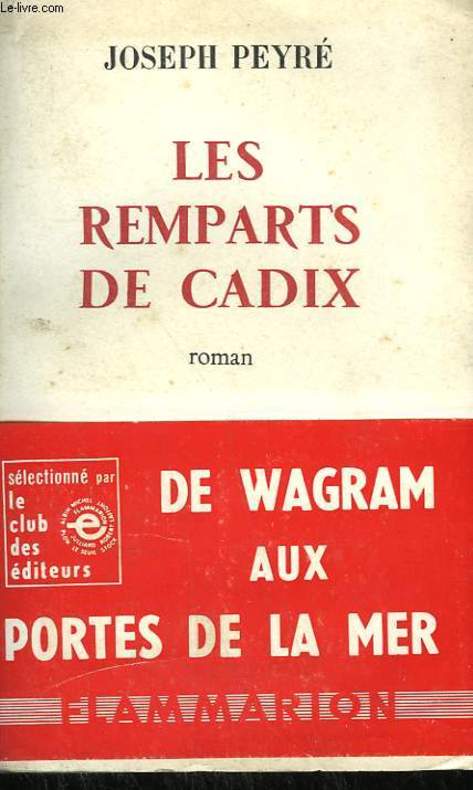 Le-livre.com
JOSEPH PEYRÉ
LES
REMPARTS
DE CADIX
roman
sélectionné par
le
club
des
éditeurs
e
DE WAGRAM
AUX
PORTES DE LA MER
FLAMMARION